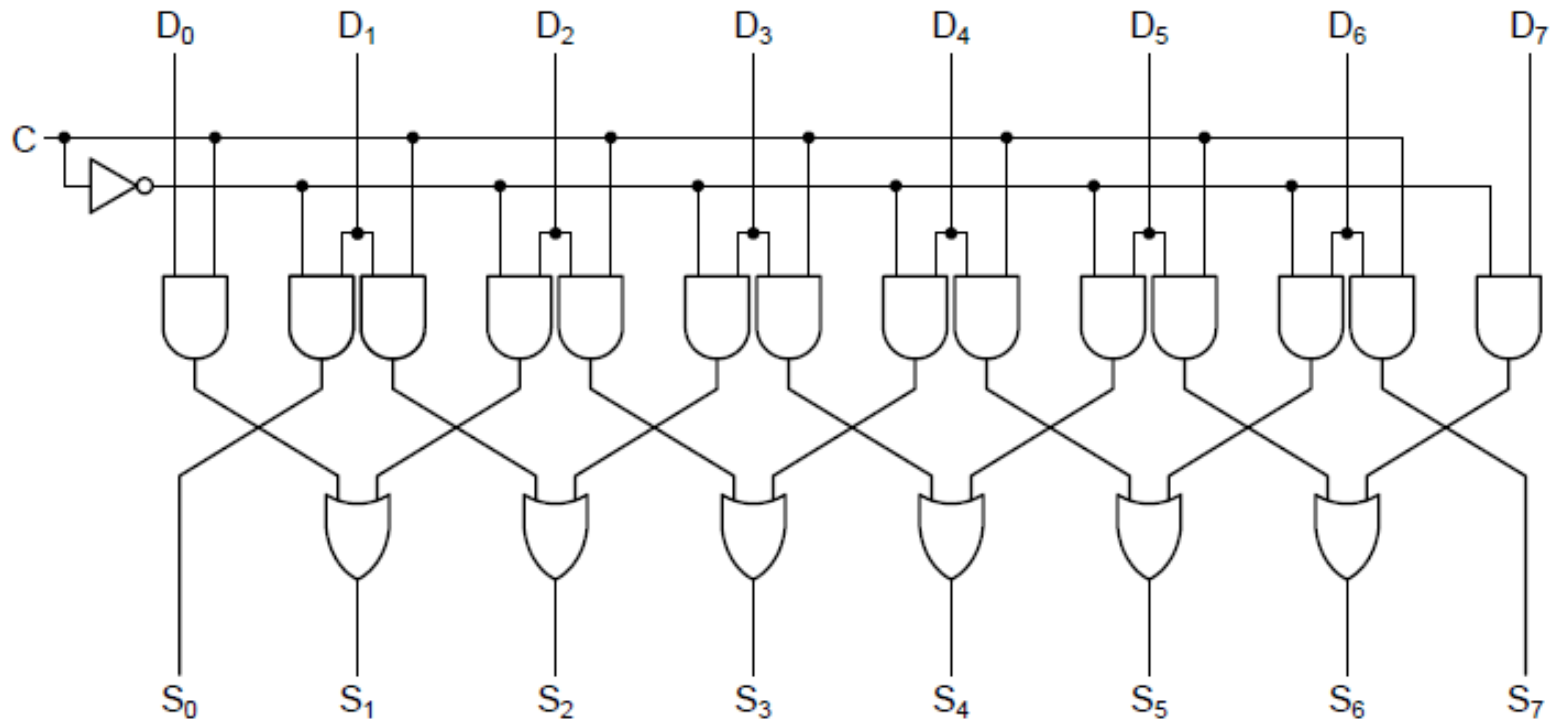 D₀ D₁ D₂ D₃ D₄ D₅ D₆ D₇
C
S₀ S₁ S₂ S₃ S₄ S₅ S₆ S₇